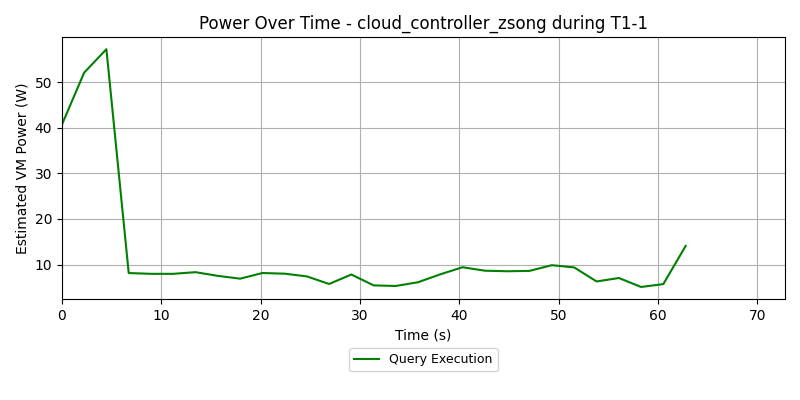 Power Over Time - cloud_controller_zsong during T1-1
Estimated VM Power (W)
50
40
30
20
10
0 10 20 30 40 50 60 70
Time (s)
Query Execution